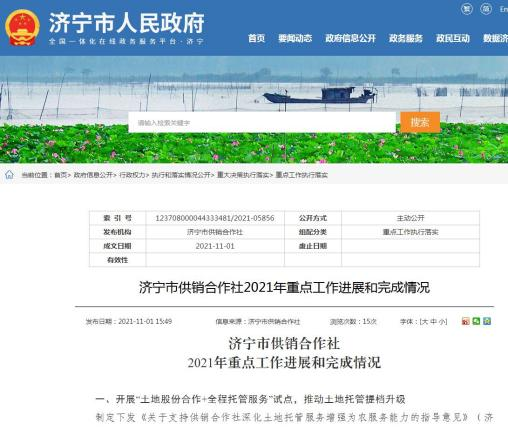 繁 简 En
济宁市人民政府
全国一体化在线政务服务平台·济宁
首页 要闻动态 政府信息公开 政务服务 政民互动 数据济
请输入检索关键字 搜索
当前位置：首页> 政府信息公开> 行政权力> 执行和落实情况公开> 重大决策执行落实> 重点工作执行落实
索 引 号 123708000044333481/2021-05856 公开方式 主动公开
发布机构 济宁市供销合作社 组配分类 重点工作执行落实
成文日期 2021-11-01 废止日期
有效性
济宁市供销合作社2021年重点工作进展和完成情况
发布日期：2021-11-01 15:49 信息来源：济宁市供销合作社 浏览次数：15次 字体：[大 中 小]
济宁市供销合作社
2021年重点工作进展和完成情况
一、开展“土地股份合作+全程托管服务”试点，推动土地托管提档升级
制定下发《关于支持供销合作社深化土地托管服务增强为农服务能力的指导意见》（济